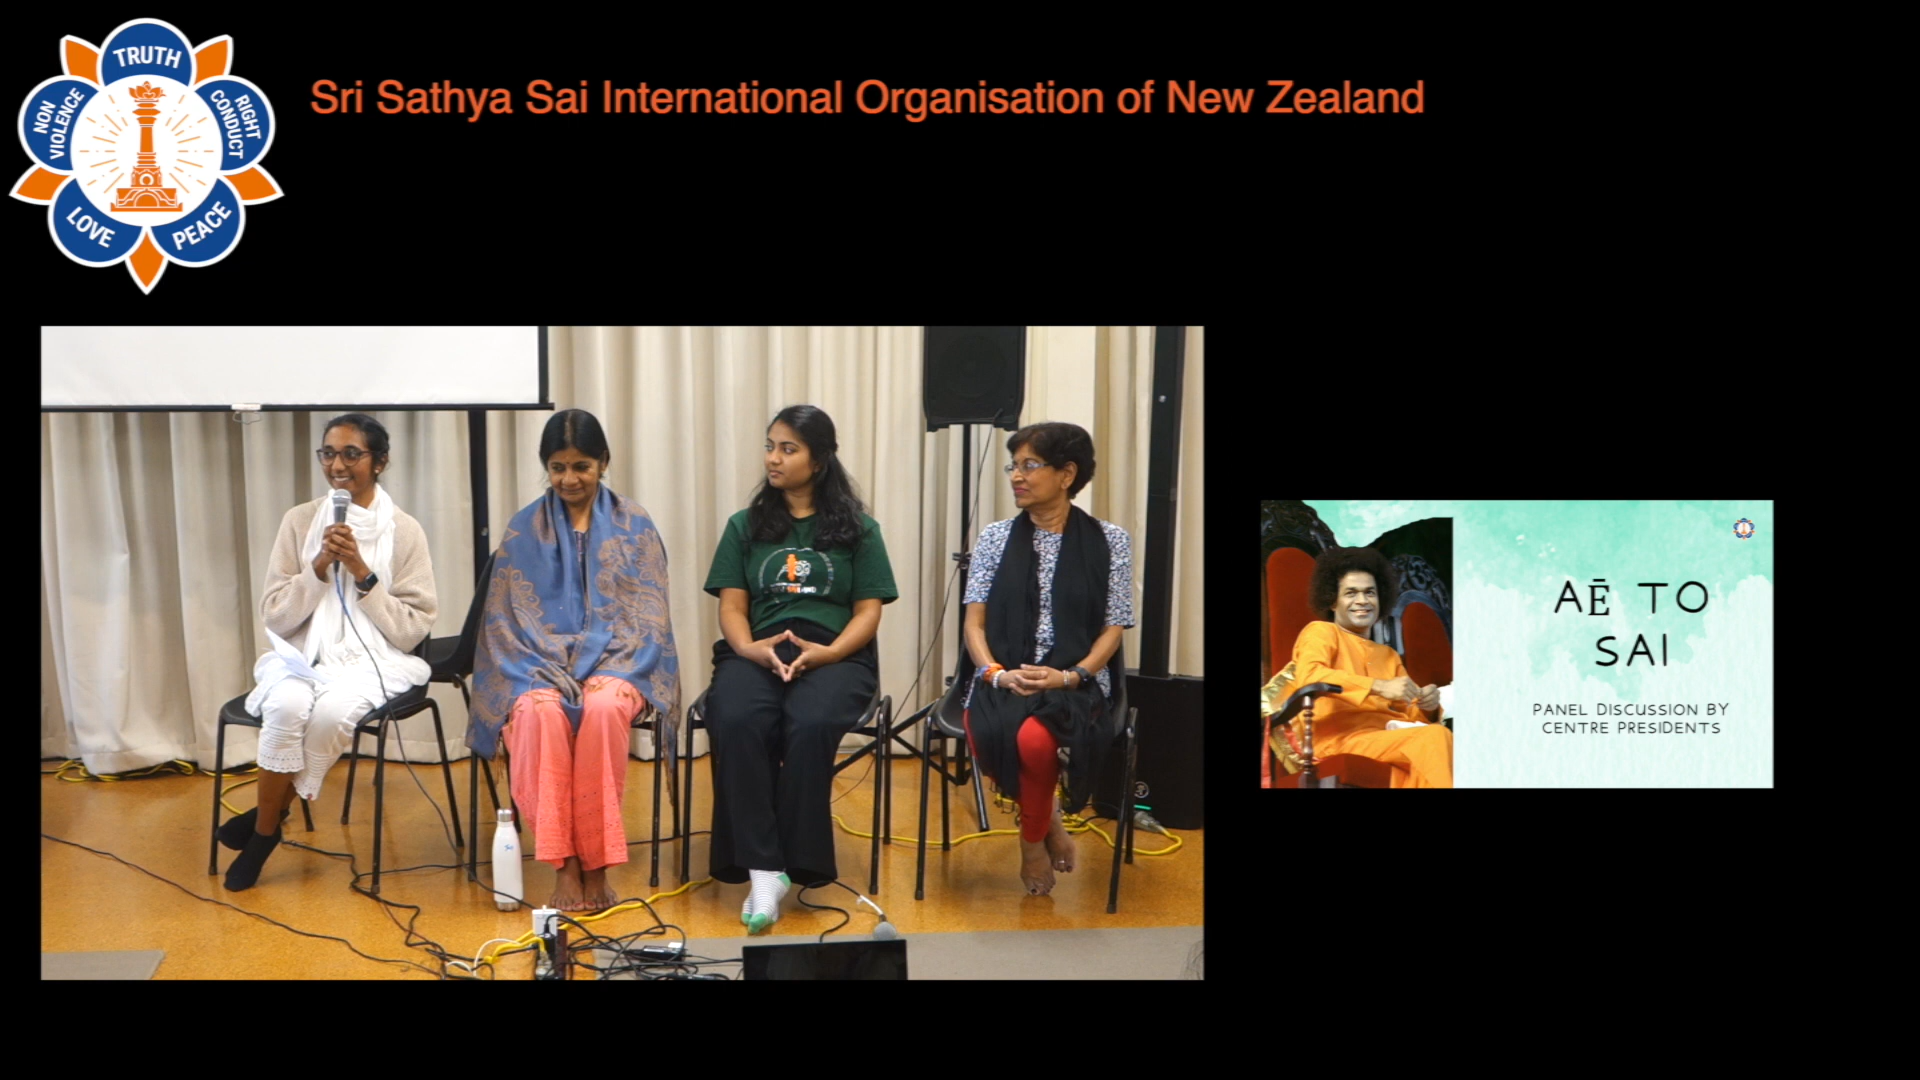 TRUTH
NON
VIOLENCE
RIGHT
CONDUCT
LOVE
PEACE
Sri Sathya Sai International Organisation of New Zealand
AĒ TO
SAI
PANEL DISCUSSION BY
CENTRE PRESIDENTS